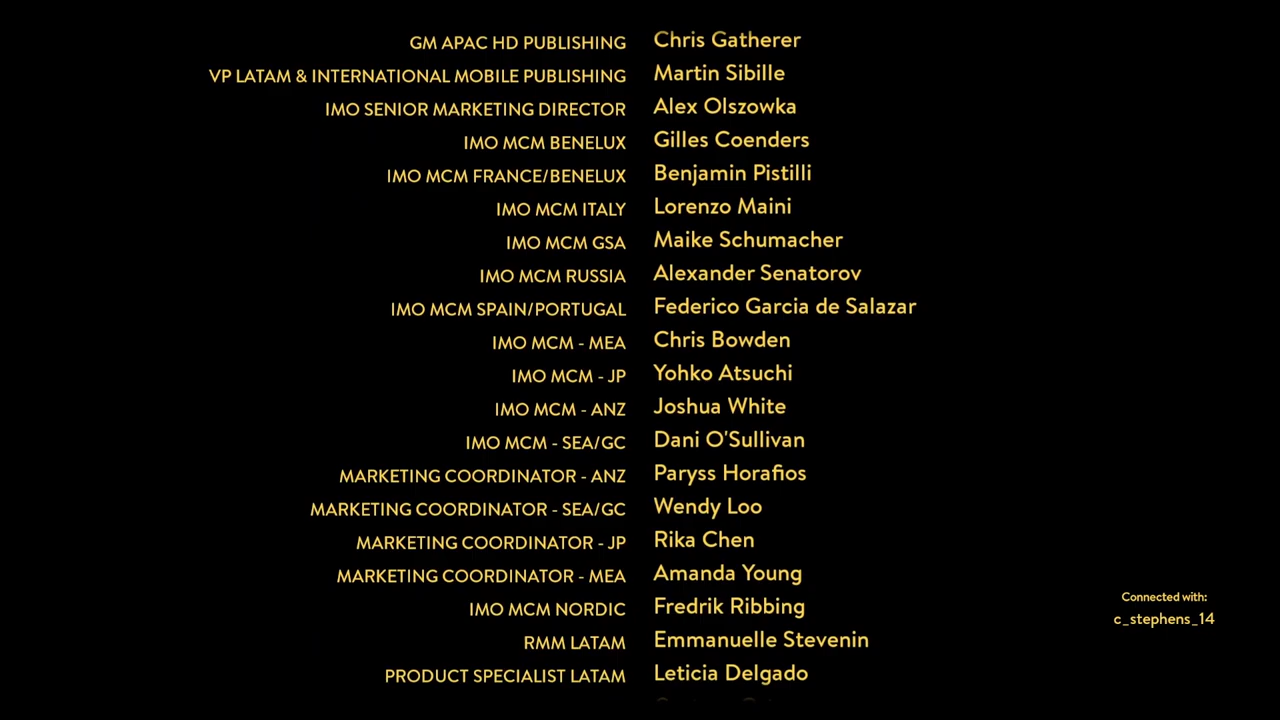 GM APAC HD PUBLISHING Chris Gatherer
VP LATAM & INTERNATIONAL MOBILE PUBLISHING Martin Sibille
IMO SENIOR MARKETING DIRECTOR Alex Olszowka
IMO MCM BENELUX Gilles Coenders
IMO MCM FRANCE/BENELUX Benjamin Pistilli
IMO MCM ITALY Lorenzo Maini
IMO MCM GSA Maike Schumacher
IMO MCM RUSSIA Alexander Senatorov
IMO MCM SPAIN/PORTUGAL Federico Garcia de Salazar
IMO MCM - MEA Chris Bowden
IMO MCM - JP Yohko Atsuchi
IMO MCM - ANZ Joshua White
IMO MCM - SEA/GC Dani O'Sullivan
MARKETING COORDINATOR - ANZ Paryss Horafios
MARKETING COORDINATOR - SEA/GC Wendy Loo
MARKETING COORDINATOR - JP Rika Chen
MARKETING COORDINATOR - MEA Amanda Young
IMO MCM NORDIC Fredrik Ribbing
RMM LATAM Emmanuelle Stevenin
PRODUCT SPECIALIST LATAM Leticia Delgado
Connected with:
c_stephens_14